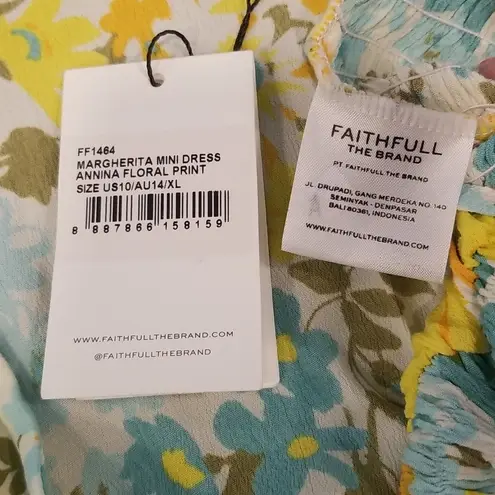 FF1464
MARGHERITA MINI DRESS
ANNINA FLORAL PRINT
SIZE US10/AU14/XL
8 887866 158159
WWW.FAITHFULLTHEBRAND.COM
@FAITHFULLTHEBRAND
FAITHFULL
THE BRAND
PT. FAITHFULL THE BRAND
JL. DRUPADI, GANG MERDEKA NO. 14D
SEMINYAK - DENPASAR
BALI 80361, INDONESIA
WWW.FAITHFULLTHEBRAND.COM